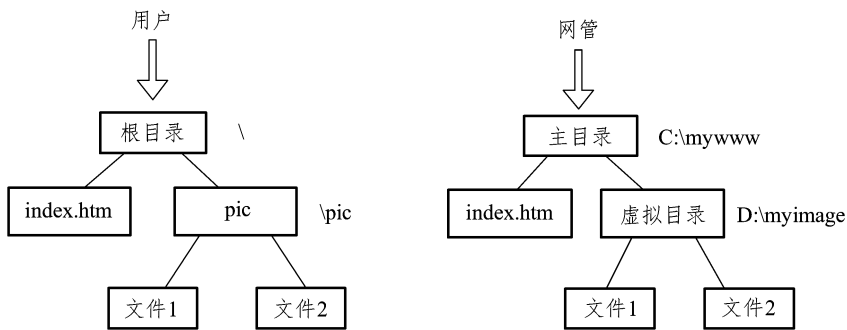 用户
根目录 \
index.htm pic \pic
文件1 文件2
网管
主目录 C:\mywww
index.htm 虚拟目录 D:\myimage
文件1 文件2